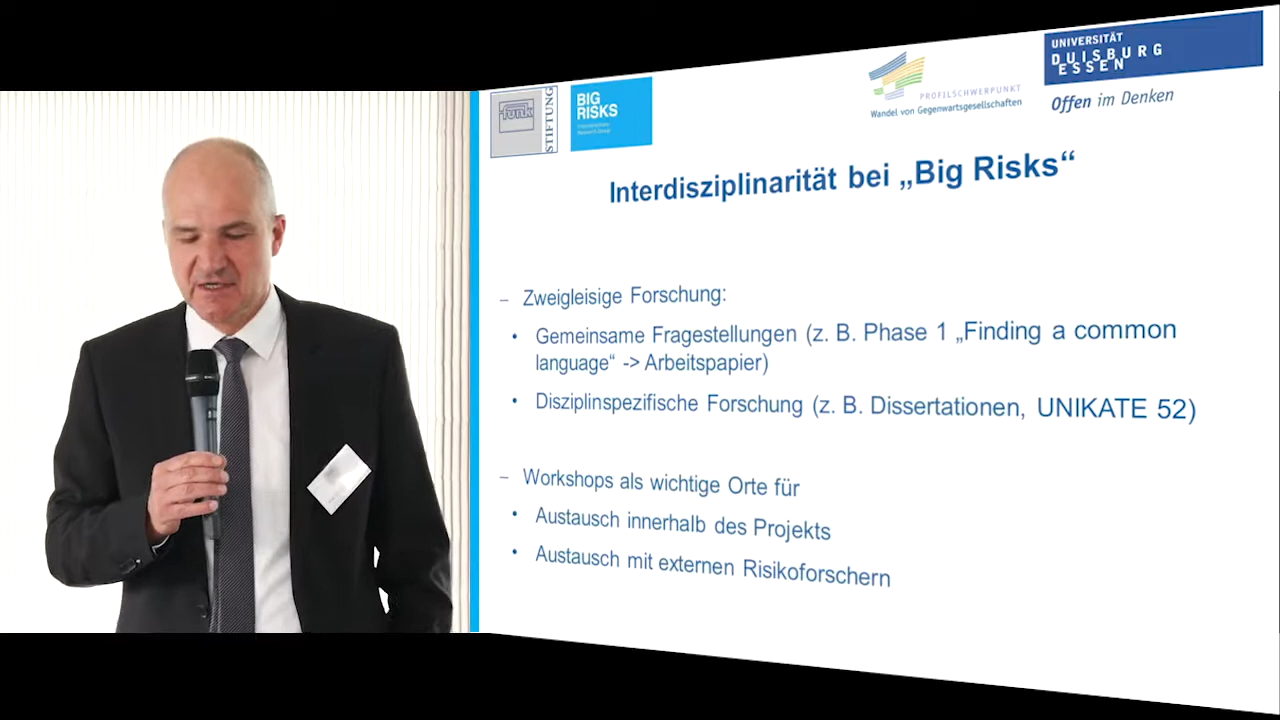 funk
STIFTUNG
BIG
RISKS
PROFILSCHWERPUNKT
Wandel von Gegenwartsgesellschaften
UNIVERSITÄT
DUISBURG
ESSEN
Offen im Denken
Interdisziplinarität bei „Big Risks“
– Zweigleisige Forschung:
• Gemeinsame Fragestellungen (z. B. Phase 1 „Finding a common
language“ -> Arbeitspapier)
• Disziplinspezifische Forschung (z. B. Dissertationen, UNIKATE 52)
– Workshops als wichtige Orte für
• Austausch innerhalb des Projekts
• Austausch mit externen Risikoforschern